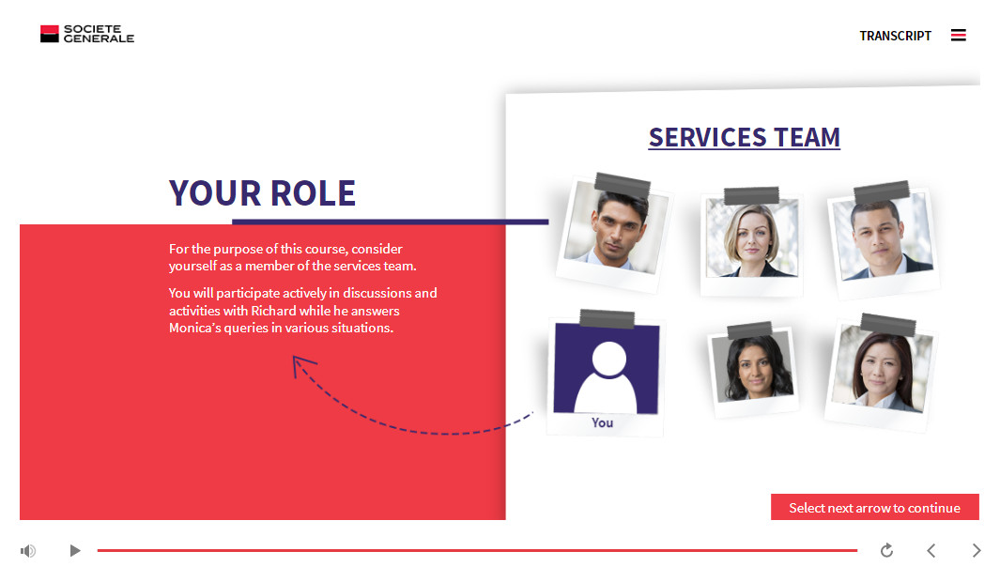 SOCIETE
GENERALE
TRANSCRIPT
SERVICES TEAM
YOUR ROLE
For the purpose of this course, consider
yourself as a member of the services team.
You will participate actively in discussions and
activities with Richard while he answers
Monica’s queries in various situations.
You
Select next arrow to continue